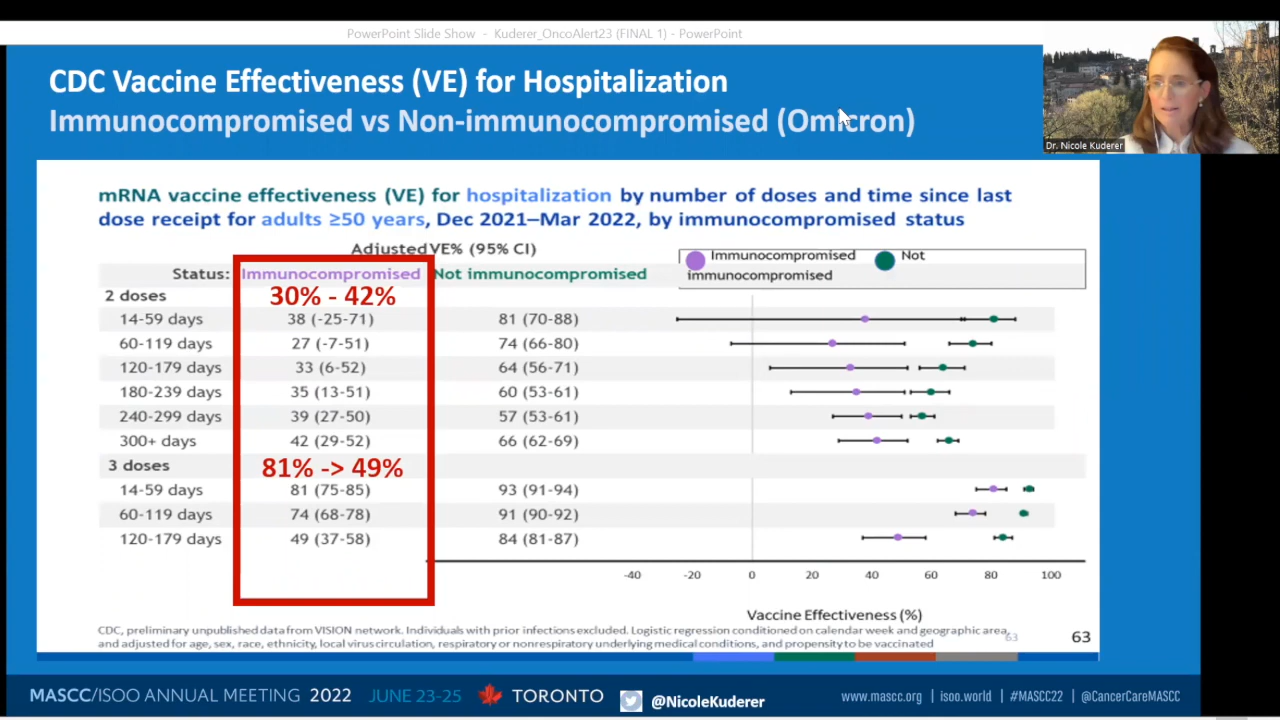 PowerPoint Slide Show - Kuderer_OncoAlert23 (FINAL 1) - PowerPoint
CDC Vaccine Effectiveness (VE) for Hospitalization
Immunocompromised vs Non-immunocompromised (Omicron)
Dr. Nicole Kuderer
mRNA vaccine effectiveness (VE) for hospitalization by number of doses and time since last
dose receipt for adults ≥50 years, Dec 2021–Mar 2022, by immunocompromised status
Adjusted VE% (95% CI)
Immunocompromised Not
immunocompromised
Status: Immunocompromised Not immunocompromised
2 doses 30% - 42%
14-59 days 38 (-25-71) 81 (70-88)
60-119 days 27 (-7-51) 74 (66-80)
120-179 days 33 (6-52) 64 (56-71)
180-239 days 35 (13-51) 60 (53-61)
240-299 days 39 (27-50) 57 (53-61)
300+ days 42 (29-52) 66 (62-69)
3 doses 81% -> 49%
14-59 days 81 (75-85) 93 (91-94)
60-119 days 74 (68-78) 91 (90-92)
120-179 days 49 (37-58) 84 (81-87)
-40 -20 0 20 40 60 80 100
Vaccine Effectiveness (%)
CDC, preliminary unpublished data from VISION network. Individuals with prior infections excluded. Logistic regression conditioned on calendar week and geographic area,
and adjusted for age, sex, race, ethnicity, local virus circulation, respiratory or nonrespiratory underlying medical conditions, and propensity to be vaccinated
63
63
MASCC/ISOO ANNUAL MEETING 2022 JUNE 23-25 TORONTO @NicoleKuderer www.mascc.org | isoo.world | #MASCC22 | @CancerCareMASCC